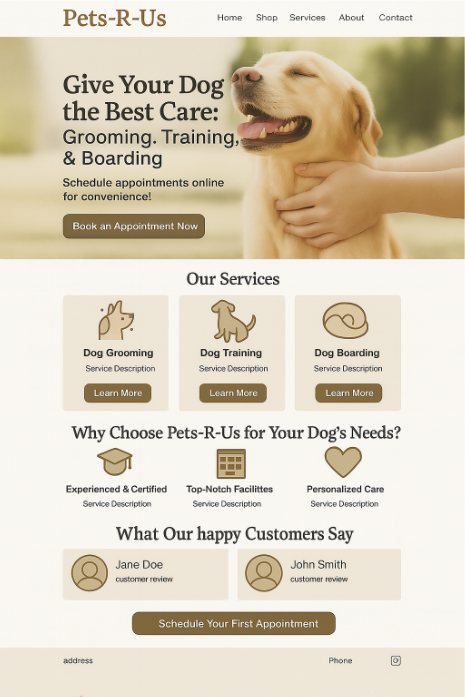 Pets-R-Us
Home Shop Services About Contact
Give Your Dog
the Best Care:
Grooming. Training,
& Boarding
Schedule appointments online
for convenience!
Book an Appointment Now
Our Services
Dog Grooming
Service Description
Learn More
Dog Training
Service Description
Learn More
Dog Boarding
Service Description
Learn More
Why Choose Pets-R-Us for Your Dog's Needs?
Experienced & Certified
Service Description
Top-Notch Facilittes
Service Description
Personalized Care
Service Description
What Our happy Customers Say
Jane Doe
customer review
John Smith
customer review
Schedule Your First Appointment
address
Phone